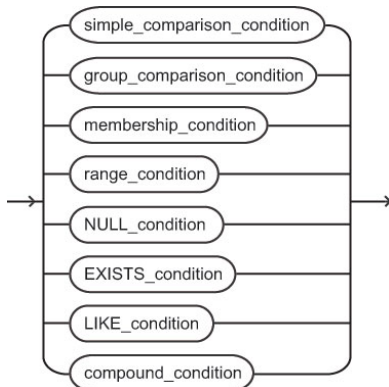 simple_comparison_condition
group_comparison_condition
membership_condition
range_condition
NULL_condition
EXISTS_condition
LIKE_condition
compound_condition